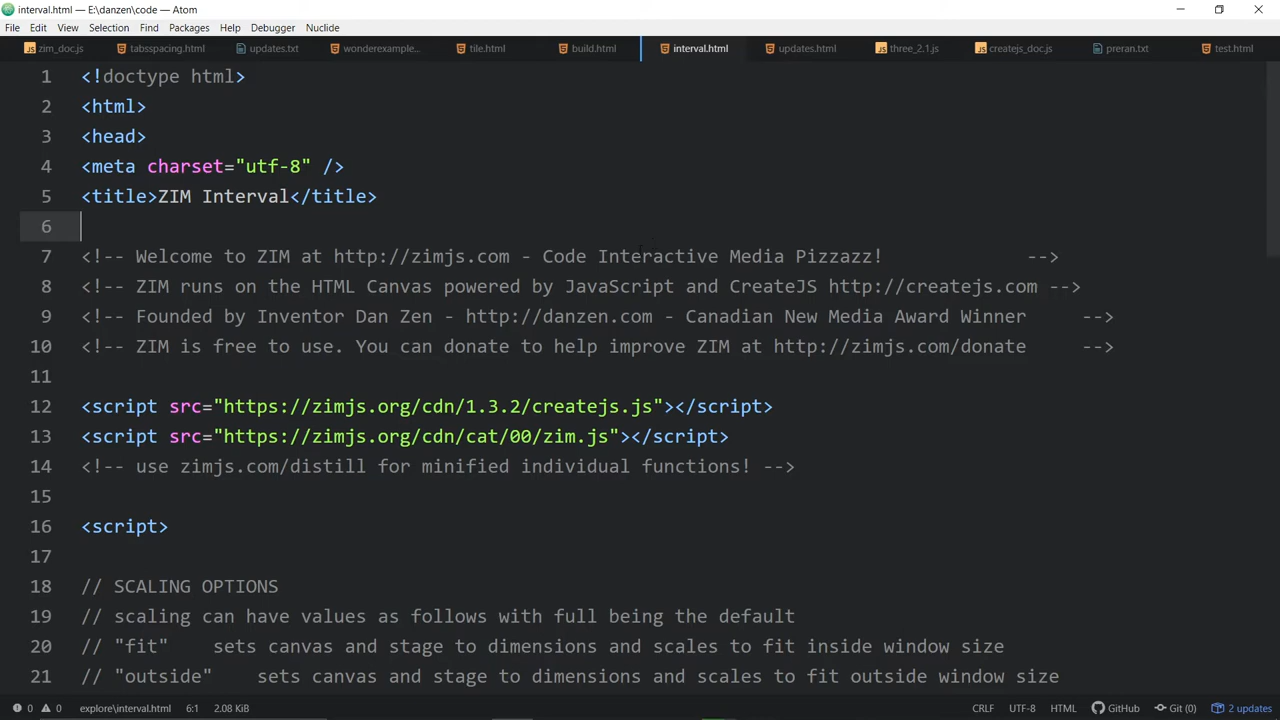 interval.html — E:\danzen\code — Atom
File Edit View Selection Find Packages Help Debugger Nuclide
zim_doc.js tabsspacing.html updates.txt wonderexample... tile.html build.html interval.html updates.html three_2.1.js createjs_doc.js preran.txt test.html
1 <!doctype html>
2 <html>
3 <head>
4 <meta charset="utf-8" />
5 <title>ZIM Interval</title>
6
7 <!-- Welcome to ZIM at http://zimjs.com - Code Interactive Media Pizzazz! -->
8 <!-- ZIM runs on the HTML Canvas powered by JavaScript and CreateJS http://createjs.com -->
9 <!-- Founded by Inventor Dan Zen - http://danzen.com - Canadian New Media Award Winner -->
10 <!-- ZIM is free to use. You can donate to help improve ZIM at http://zimjs.com/donate -->
11
12 <script src="https://zimjs.org/cdn/1.3.2/createjs.js"></script>
13 <script src="https://zimjs.org/cdn/cat/00/zim.js"></script>
14 <!-- use zimjs.com/distill for minified individual functions! -->
15
16 <script>
17
18 // SCALING OPTIONS
19 // scaling can have values as follows with full being the default
20 // "fit" sets canvas and stage to dimensions and scales to fit inside window size
21 // "outside" sets canvas and stage to dimensions and scales to fit outside window size
0 0 explore\interval.html 6:1 2.08 KiB CRLF UTF-8 HTML GitHub Git (0) 2 updates